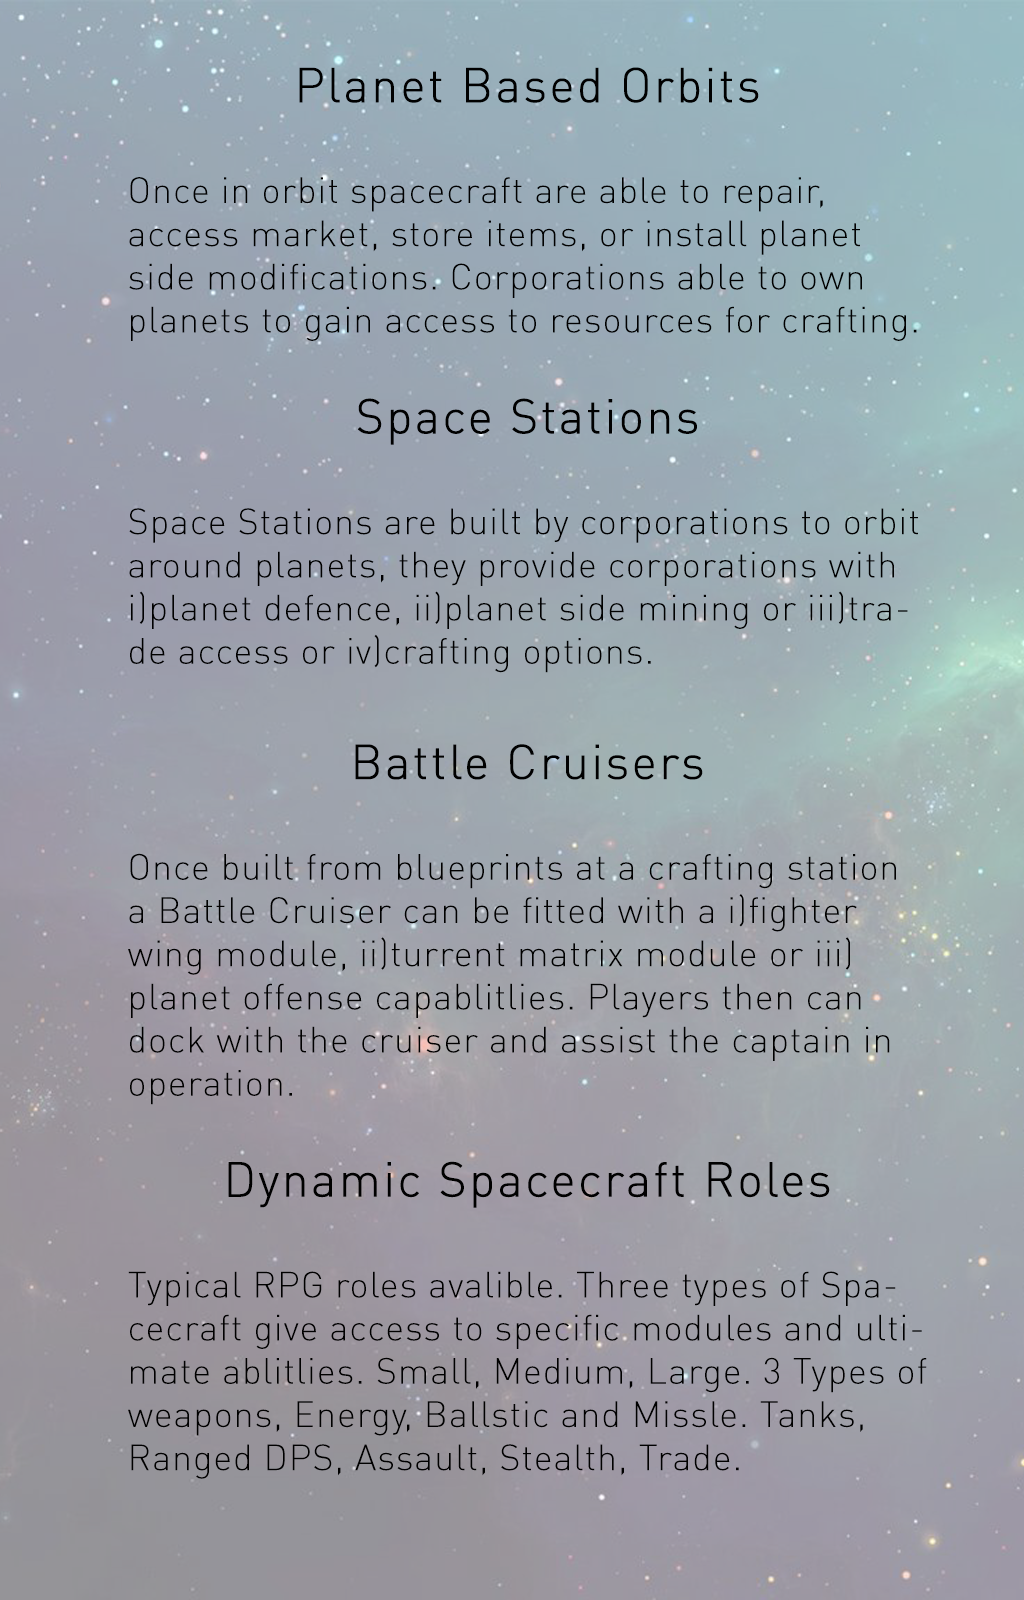 Planet Based Orbits
Once in orbit spacecraft are able to repair,
access market, store items, or install planet
side modifications. Corporations able to own
planets to gain access to resources for crafting.
Space Stations
Space Stations are built by corporations to orbit
around planets, they provide corporations with
i)planet defence, ii)planet side mining or iii)tra-
de access or iv)crafting options.
Battle Cruisers
Once built from blueprints at a crafting station
a Battle Cruiser can be fitted with a i)fighter
wing module, ii)turrent matrix module or iii)
planet offense capablitlies. Players then can
dock with the cruiser and assist the captain in
operation.
Dynamic Spacecraft Roles
Typical RPG roles avalible. Three types of Spa-
cecraft give access to specific modules and ulti-
mate ablitlies. Small, Medium, Large. 3 Types of
weapons, Energy, Ballstic and Missle. Tanks,
Ranged DPS, Assault, Stealth, Trade.